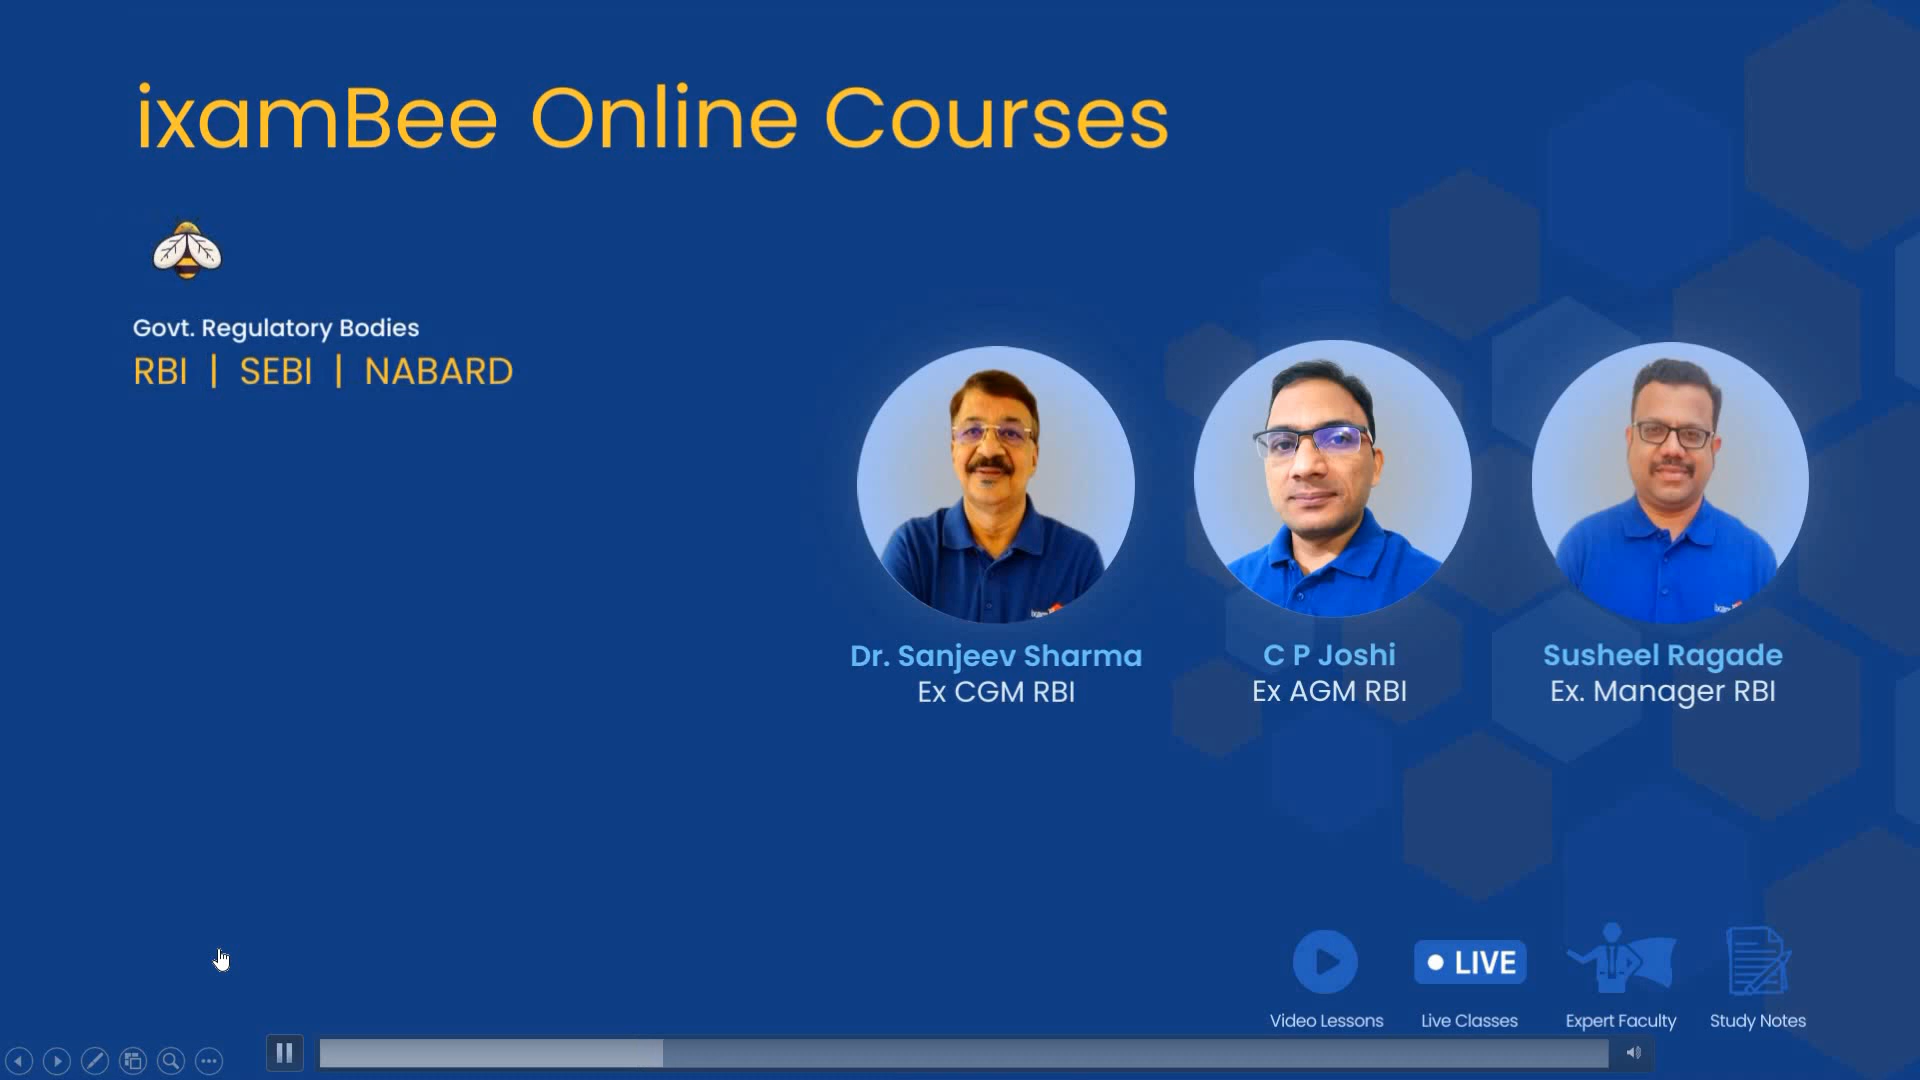 ixamBee Online Courses
Govt. Regulatory Bodies
RBI | SEBI | NABARD
Dr. Sanjeev Sharma
Ex CGM RBI
C P Joshi
Ex AGM RBI
Susheel Ragade
Ex. Manager RBI
LIVE
Video Lessons
Live Classes
Expert Faculty
Study Notes